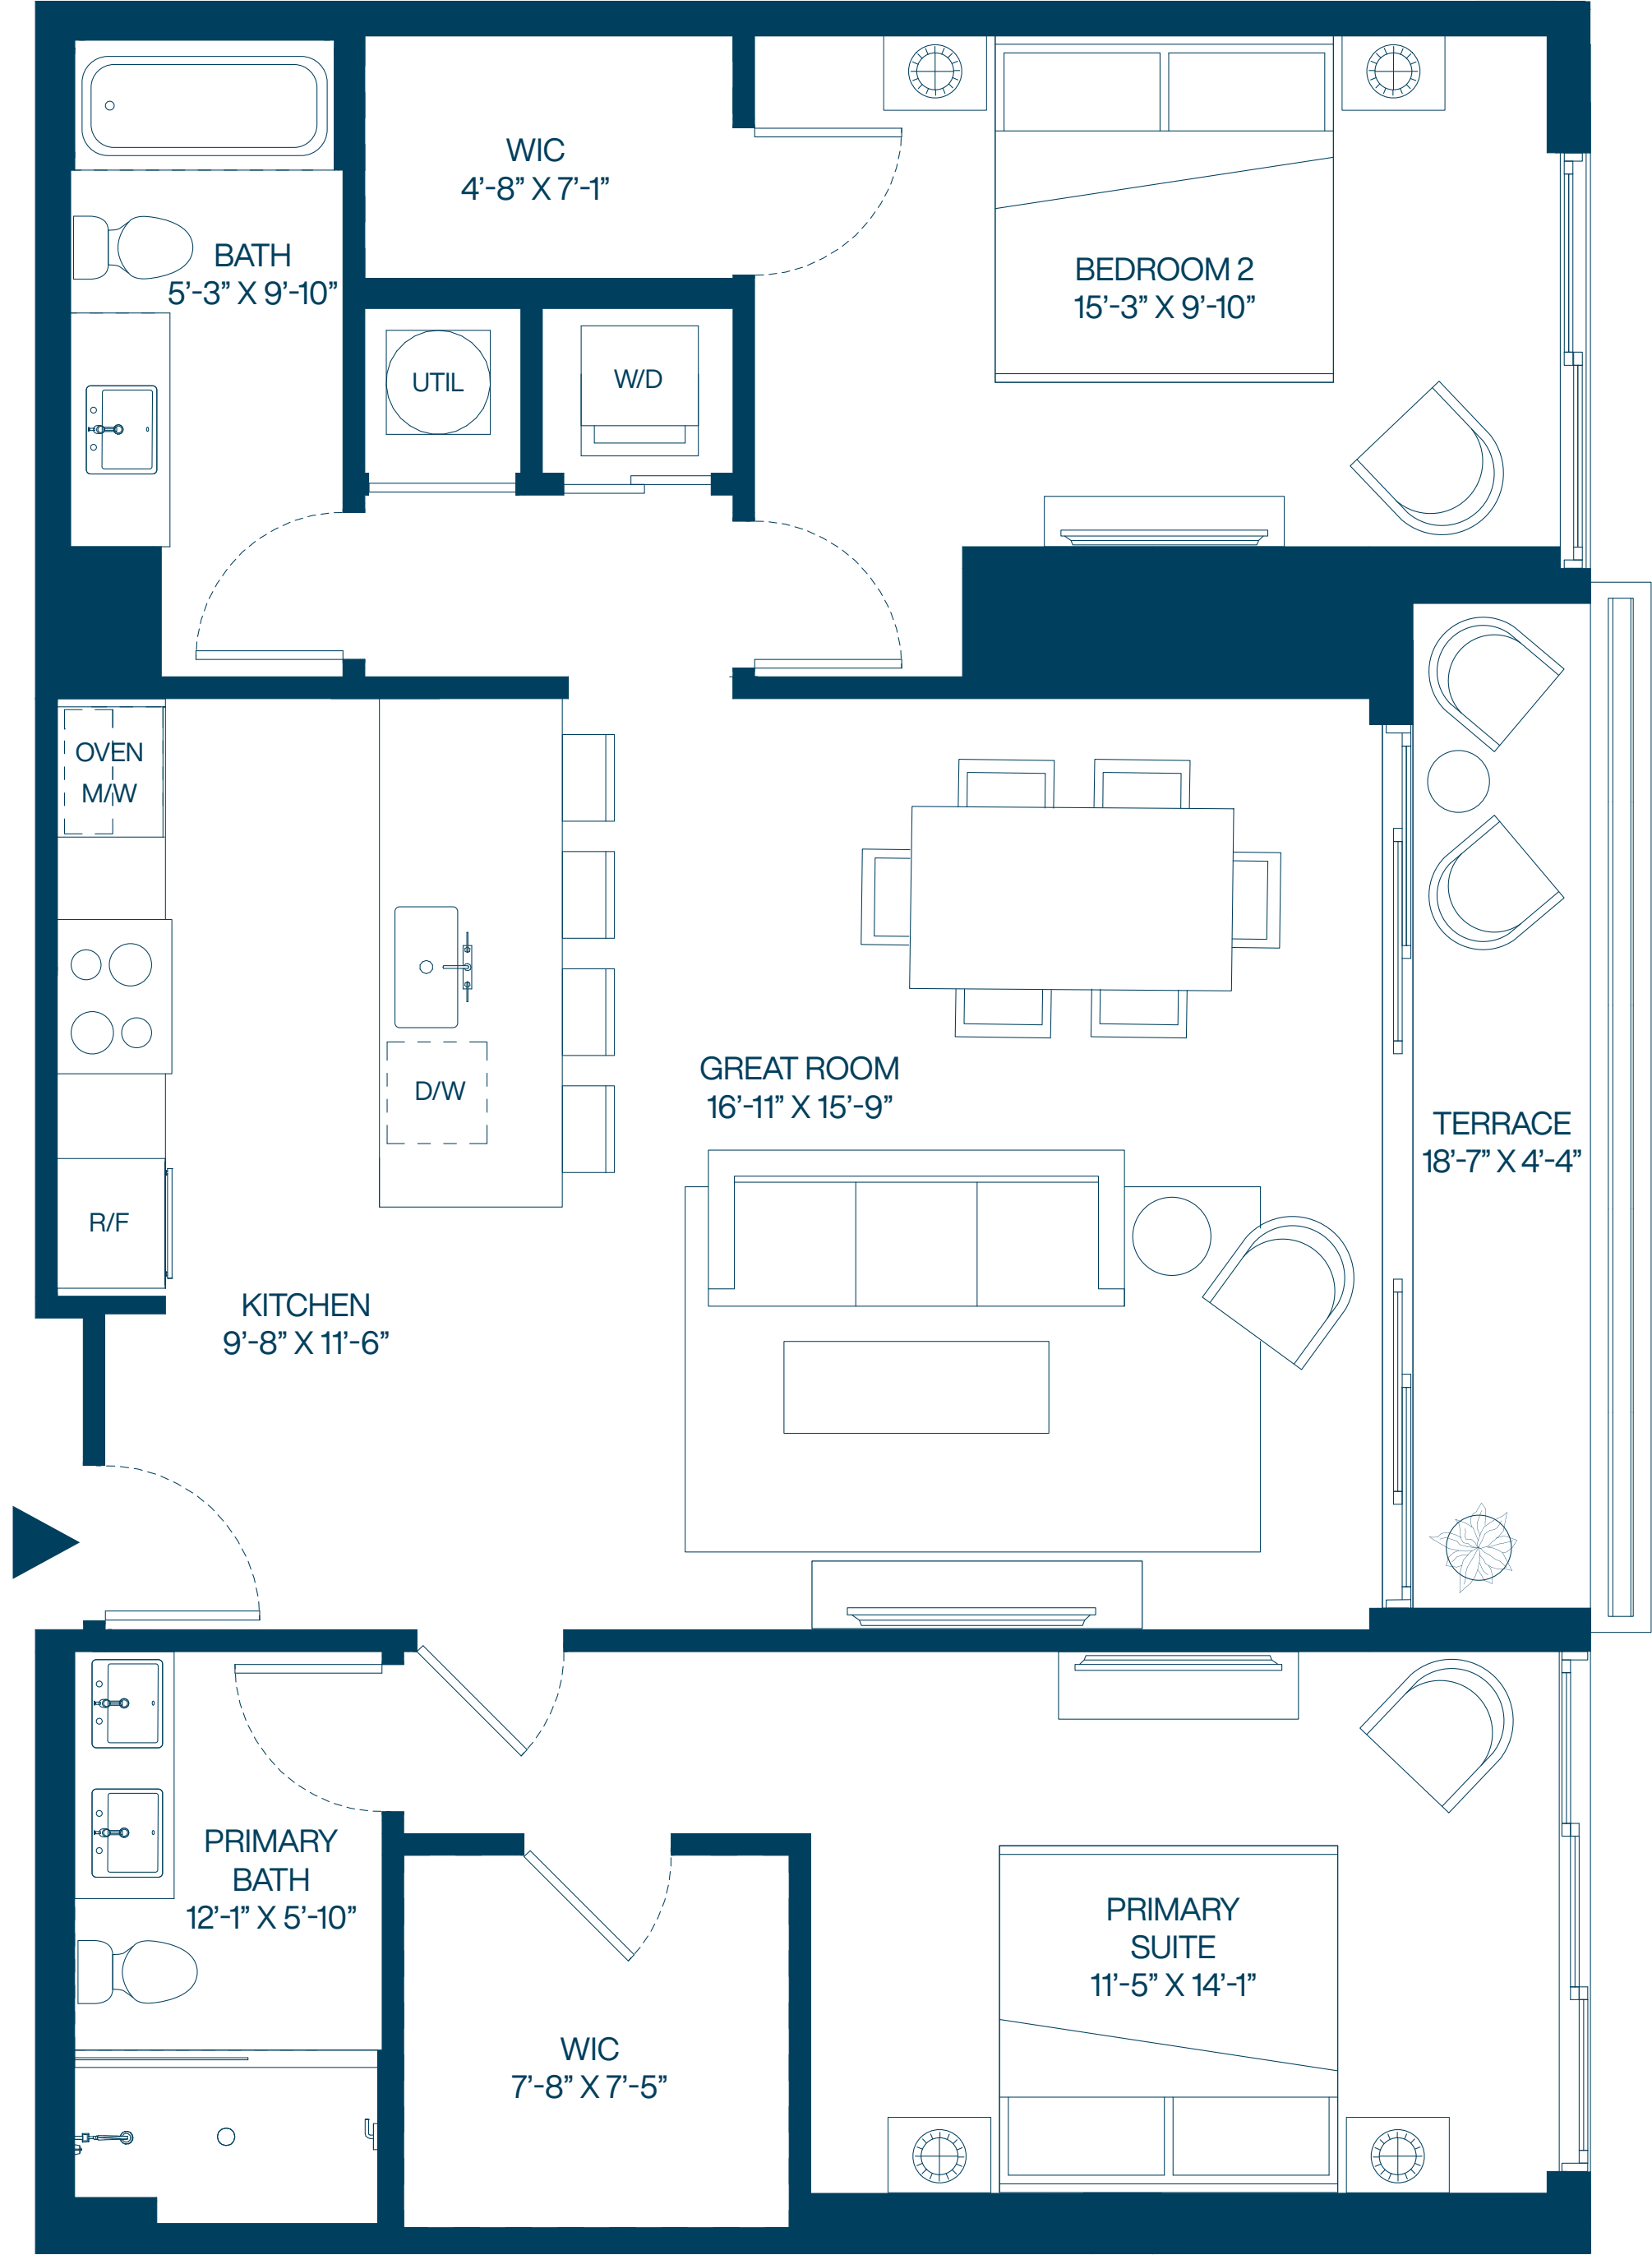 WIC
4’-8” X 7’-1”
BATH
5’-3” X 9’-10”
BEDROOM 2
15’-3” X 9’-10”
UTIL
W/D
OVEN
M/W
D/W
GREAT ROOM
16’-11” X 15’-9”
TERRACE
18’-7” X 4’-4”
R/F
KITCHEN
9’-8” X 11’-6”
PRIMARY
BATH
12’-1” X 5’-10”
PRIMARY
SUITE
11’-5” X 14’-1”
WIC
7’-8” X 7’-5”